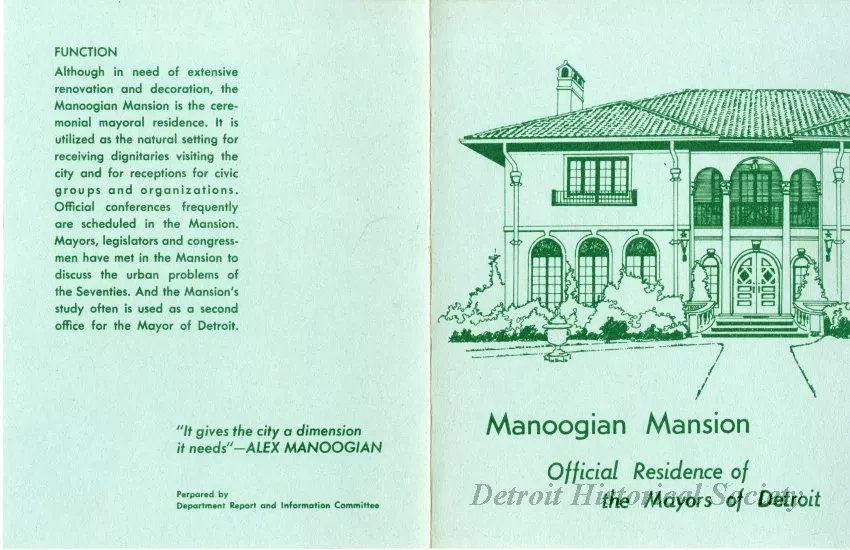 FUNCTION
Although in need of extensive
renovation and decoration, the
Manoogian Mansion is the cere-
monial mayoral residence. It is
utilized as the natural setting for
receiving dignitaries visiting the
city and for receptions for civic
groups and organizations.
Official conferences frequently
are scheduled in the Mansion.
Mayors, legislators and congress-
men have met in the Mansion to
discuss the urban problems of
the Seventies. And the Mansion's
study often is used as a second
office for the Mayor of Detroit.
"It gives the city a dimension
it needs"—ALEX MANOOGIAN
Perpared by
Department Report and Information Committee
Manoogian Mansion
Official Residence of
the Mayors of Detroit
Detroit Historical Society